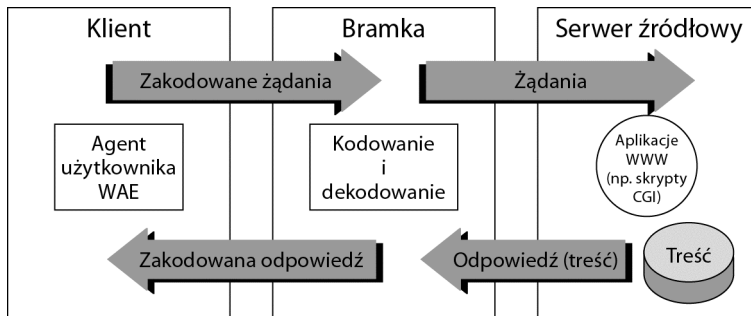 Klient
Bramka
Serwer źródłowy
Zakodowane żądania
Żądania
Agent
użytkownika
WAE
Kodowanie
i
dekodowanie
Aplikacje
WWW
(np. skrypty
CGI)
Zakodowana odpowiedź
Odpowiedź (treść)
Treść